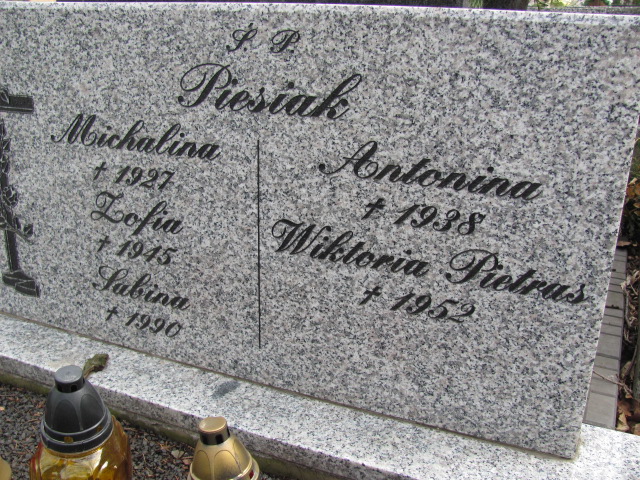 Ś. P.
Piesiak
Michalina
+ 1927
Zofia
+ 1945
Sabina
+ 1990
Antonina
+ 1938
Wiktoria Pietras
+ 1952